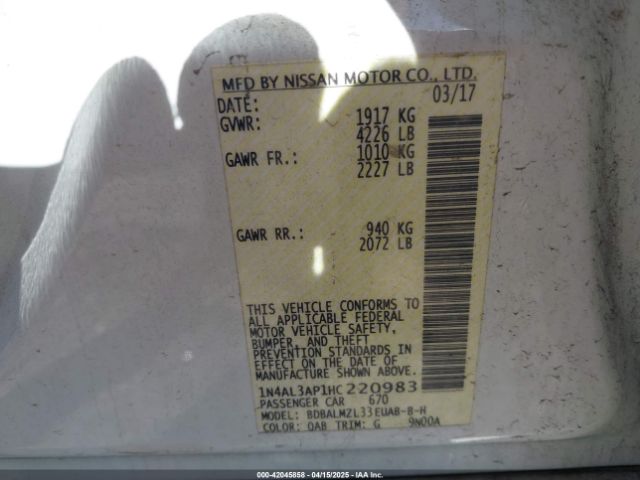 MFD BY NISSAN MOTOR CO., LTD.
DATE: 03/17
GVWR: 1917 KG
4226 LB
GAWR FR.: 1010 KG
2227 LB
GAWR RR.: 940 KG
2072 LB
THIS VEHICLE CONFORMS TO
ALL APPLICABLE FEDERAL
MOTOR VEHICLE SAFETY,
BUMPER, AND THEFT
PREVENTION STANDARDS
IN EFFECT ON THE DATE OF
MANUFACTURE SHOWN ABOVE.
1N4AL3AP1HC220983
PASSENGER CAR 670
MODEL: BDBALMZL33EUAB-B-H
COLOR: QAB TRIM: G 9N00A
000-42045858 - 04/15/2025 - IAAI.COM